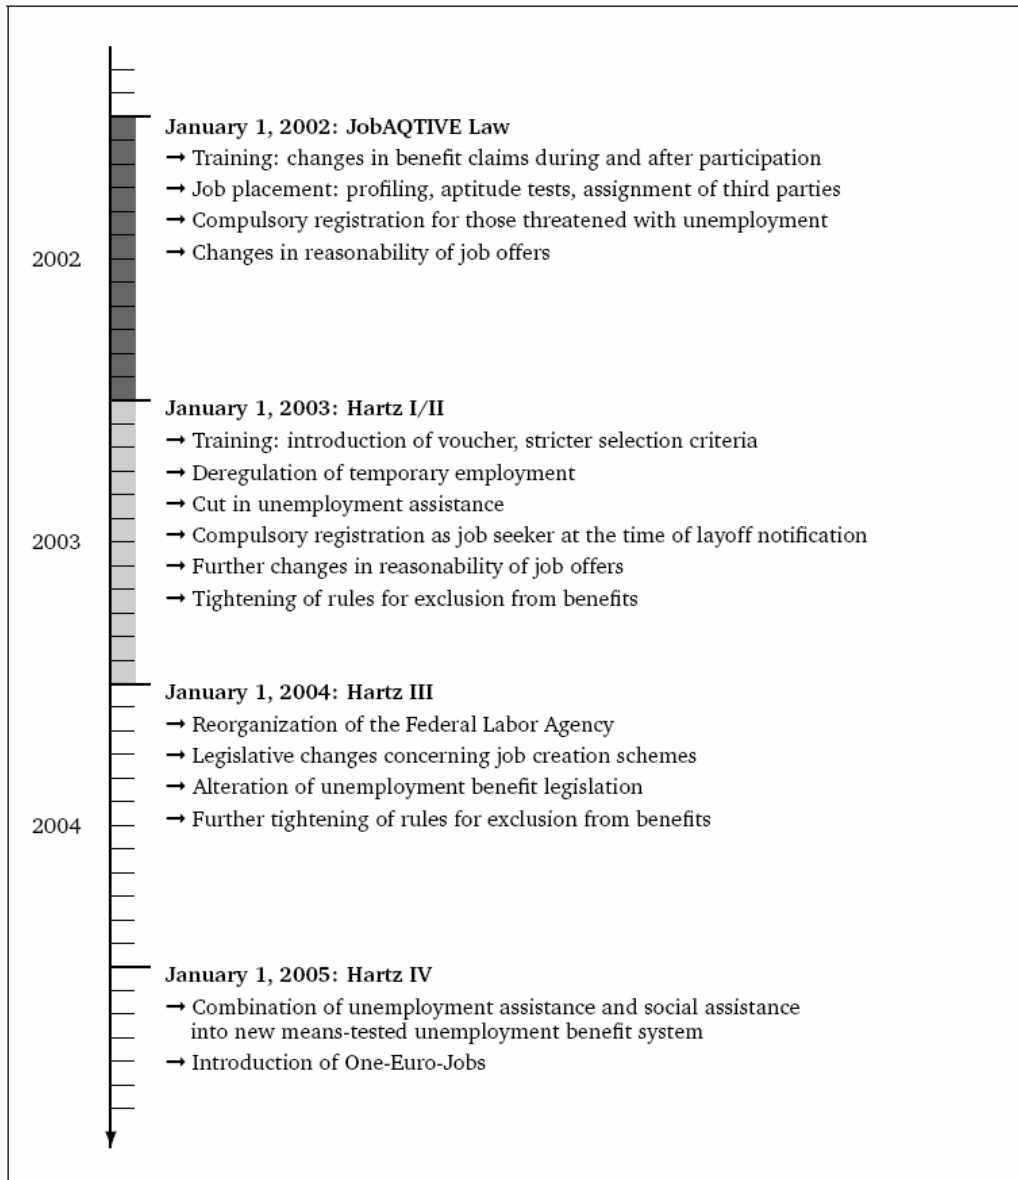 January 1, 2002: JobAQTIVE Law
→ Training: changes in benefit claims during and after participation
→ Job placement: profiling, aptitude tests, assignment of third parties
→ Compulsory registration for those threatened with unemployment
2002
→ Changes in reasonability of job offers
January 1, 2003: Hartz I/II
→ Training: introduction of voucher, stricter selection criteria
→ Deregulation of temporary employment
→ Cut in unemployment assistance
→ Compulsory registration as job seeker at the time of layoff notification
2003
→ Further changes in reasonability of job offers
→ Tightening of rules for exclusion from benefits
January 1, 2004: Hartz III
→ Reorganization of the Federal Labor Agency
→ Legislative changes concerning job creation schemes
→ Alteration of unemployment benefit legislation
→ Further tightening of rules for exclusion from benefits
2004
January 1, 2005: Hartz IV
→ Combination of unemployment assistance and social assistance
into new means-tested unemployment benefit system
→ Introduction of One-Euro-Jobs